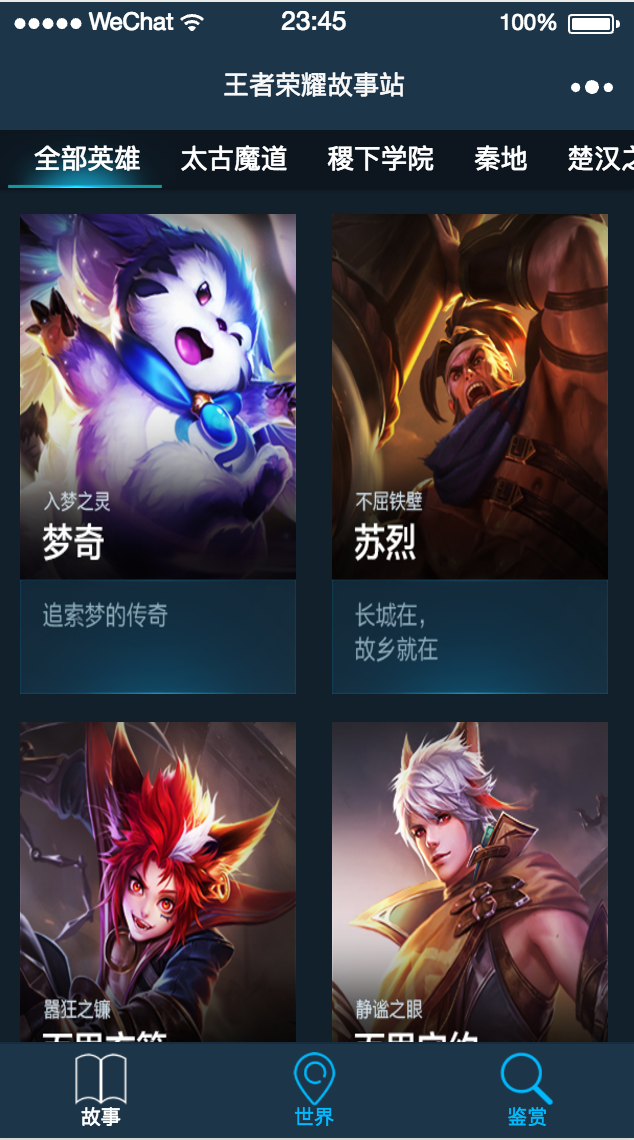 WeChat 23:45 100%
王者荣耀故事站
全部英雄 太古魔道 稷下学院 秦地 楚汉之
入梦之灵
梦奇
追索梦的传奇
不屈铁壁
苏烈
长城在，
故乡就在
嚣狂之镰
静谧之眼
故事 世界 鉴赏